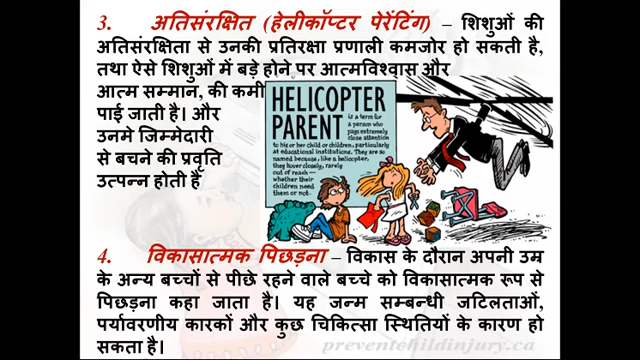 3. अतिसंरक्षित (हेलीकॉप्टर पेरेंटिंग) – शिशुओं की
अतिसंरक्षिता से उनकी प्रतिरक्षा प्रणाली कमजोर हो सकती है,
तथा ऐसे शिशुओं में बड़े होने पर आत्मविश्वास और
आत्म सम्मान, की कमी
पाई जाती है। और
उनमे जिम्मेदारी
से बचने की प्रवृति
उत्पन्न होती है
HELICOPTER
PARENT
is a term for
a person who
pays extremely
close attention
to his or her child or children, particularly
at educational institutions. They are so
named because, like a helicopter,
they hover closely, rarely
out of reach—
whether their
children need
them or not.
4. विकासात्मक पिछड़ना – विकास के दौरान अपनी उम्र
के अन्य बच्चों से पीछे रहने वाले बच्चे को विकासात्मक रूप से
पिछड़ना कहा जाता है। यह जन्म सम्बन्धी जटिलताओं,
पर्यावरणीय कारकों और कुछ चिकित्सा स्थितियों के कारण हो
सकता है।
preventchildinjury.ca